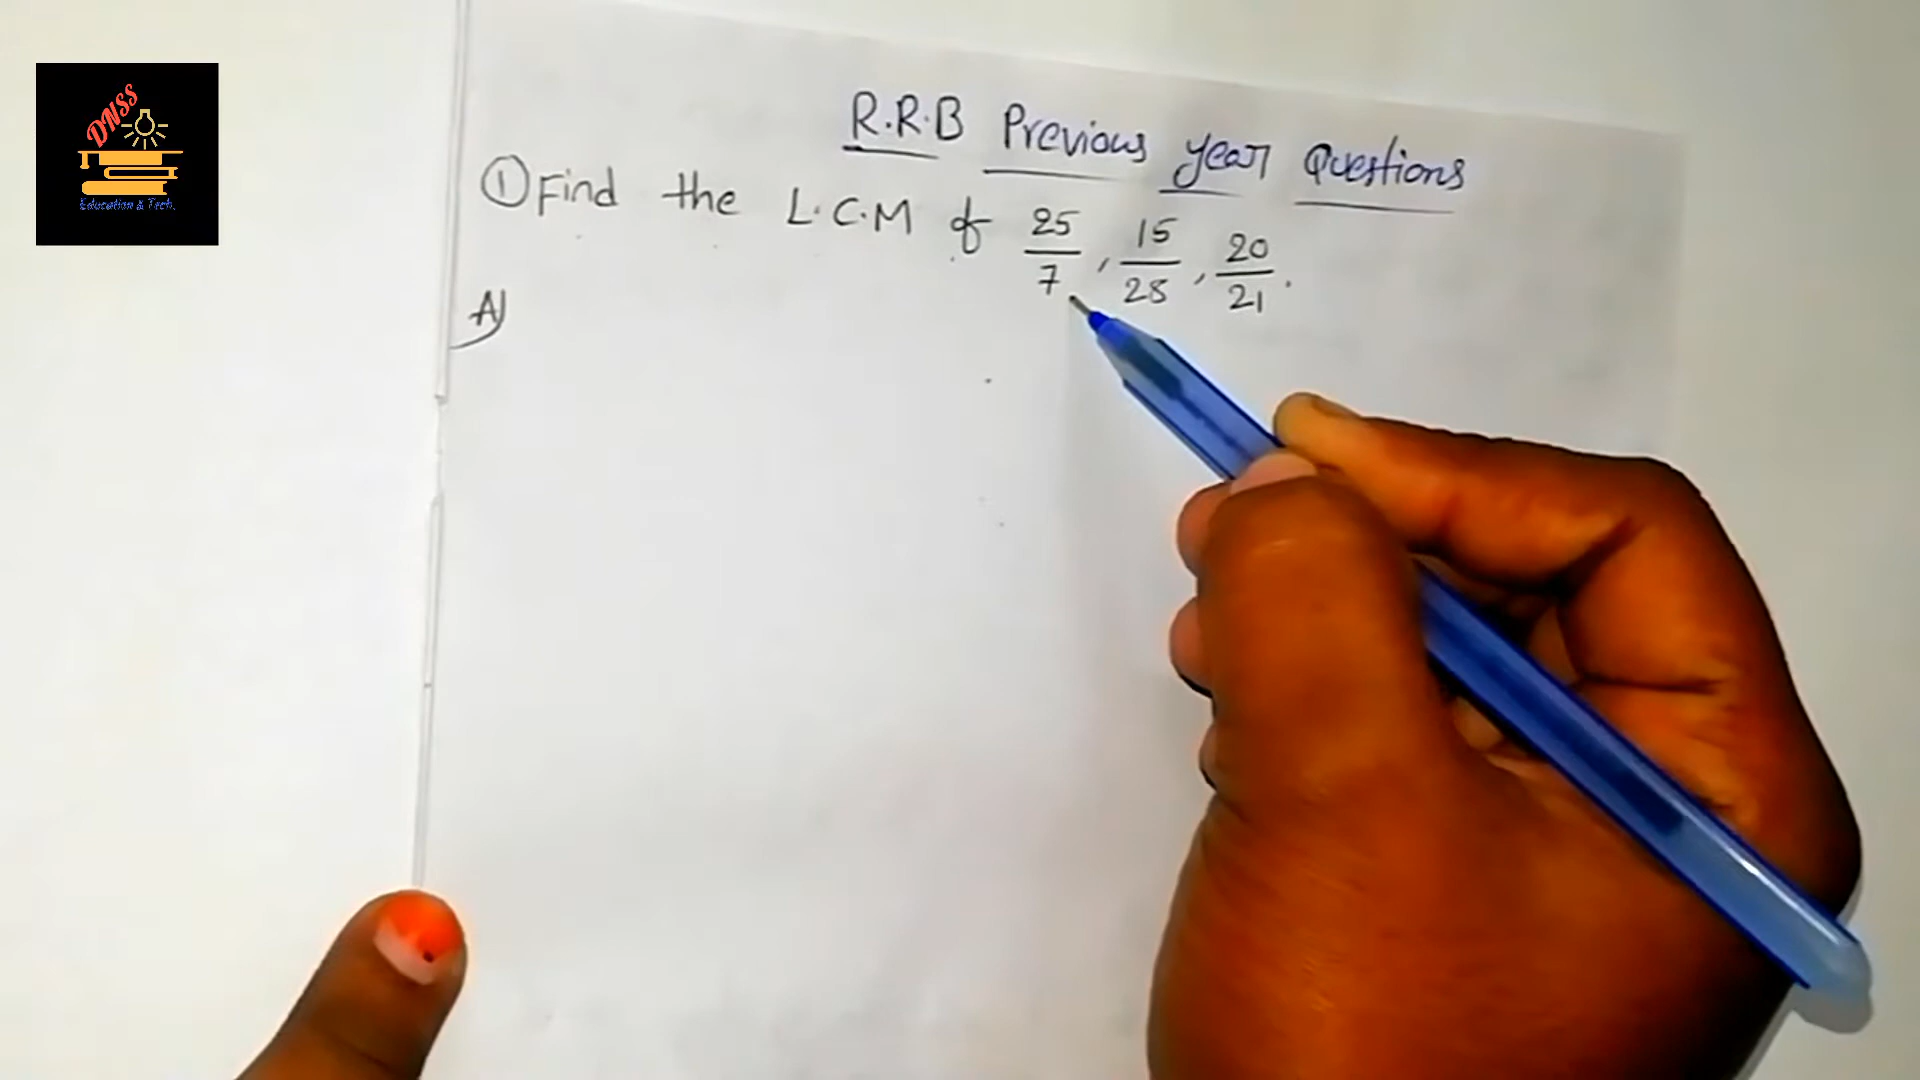 DNSS
Education & Tech.
R.R.B Previous year Questions
① Find the L.C.M of 25/7, 15/28, 20/21.
A)